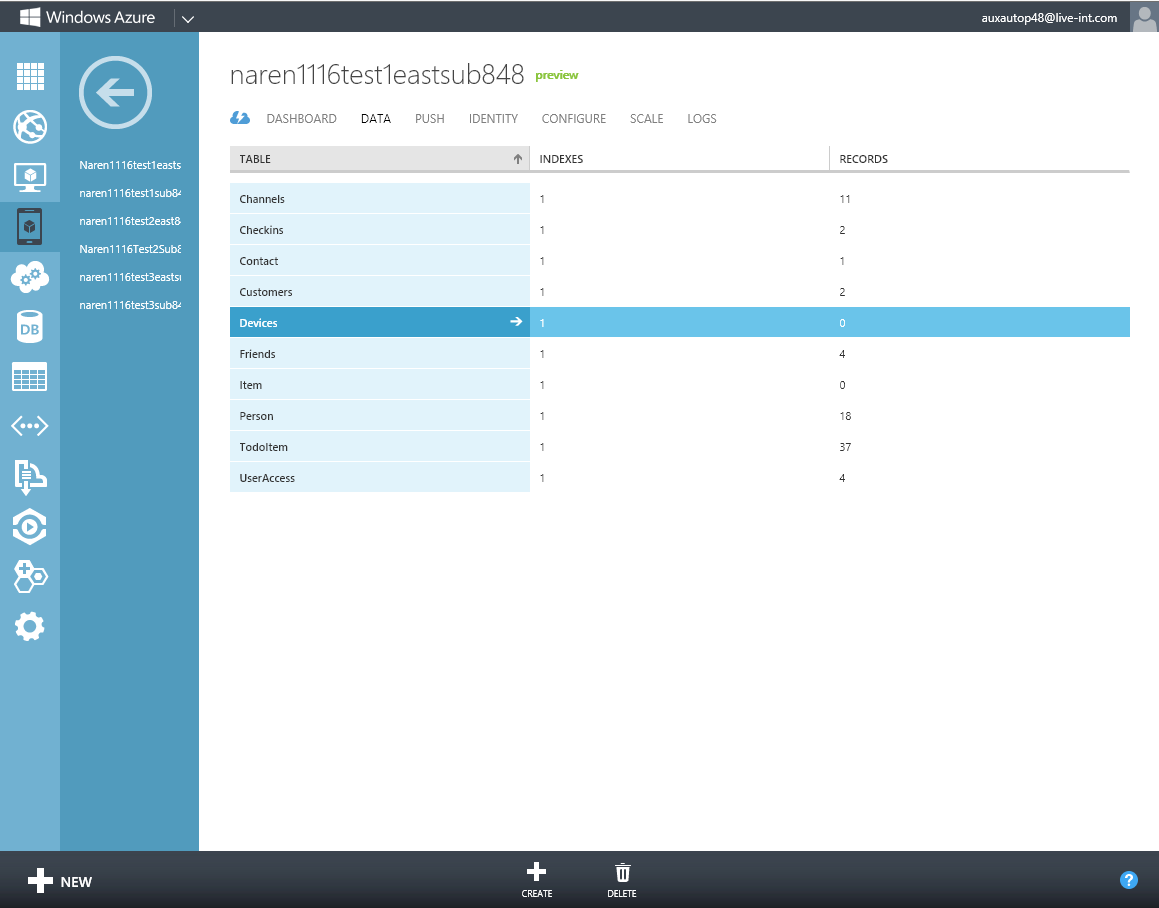 Windows Azure
auxautop48@live-int.com
naren1116test1eastsub848 preview
DASHBOARD DATA PUSH IDENTITY CONFIGURE SCALE LOGS
Naren1116test1easts
naren1116test1sub84
naren1116test2east8
Naren1116Test2Sub8
naren1116test3eastsu
naren1116test3sub84
TABLE INDEXES RECORDS
Channels 1 11
Checkins 1 2
Contact 1 1
Customers 1 2
Devices 1 0
Friends 1 4
Item 1 0
Person 1 18
TodoItem 1 37
UserAccess 1 4
DB
NEW
CREATE
DELETE
?